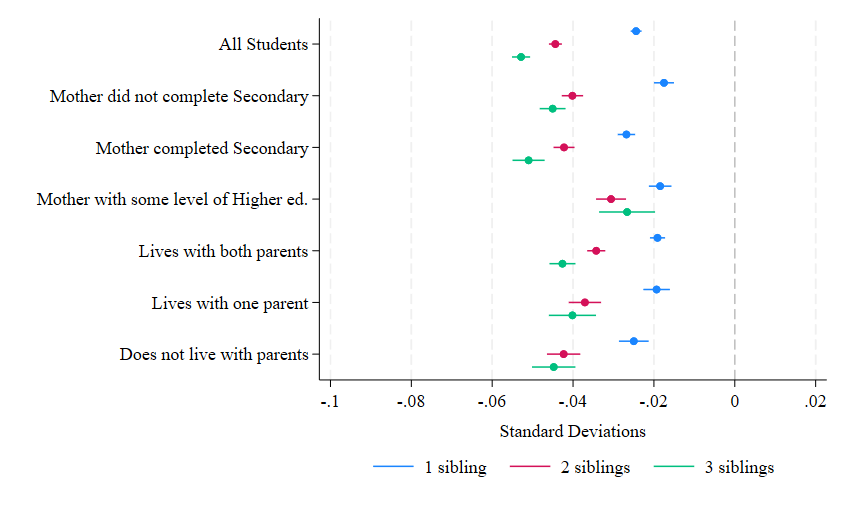 All Students
Mother did not complete Secondary
Mother completed Secondary
Mother with some level of Higher ed.
Lives with both parents
Lives with one parent
Does not live with parents
-.1 -.08 -.06 -.04 -.02 0 .02
Standard Deviations
1 sibling 2 siblings 3 siblings